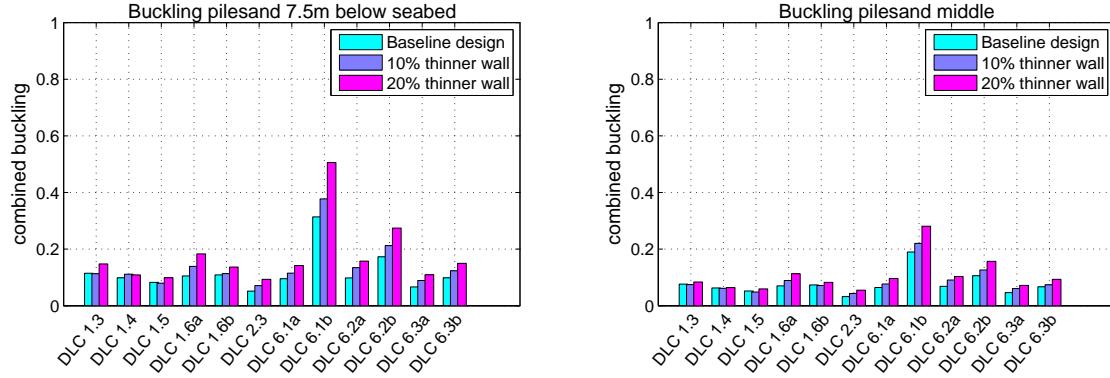 Buckling pilesand 7.5m below seabed
combined buckling
1
0.8
0.6
0.4
0.2
0
Baseline design
10% thinner wall
20% thinner wall
DLC 1.3
DLC 1.4
DLC 1.5
DLC 1.6a
DLC 1.6b
DLC 2.3
DLC 6.1a
DLC 6.1b
DLC 6.2a
DLC 6.2b
DLC 6.3a
DLC 6.3b
Buckling pilesand middle
combined buckling
1
0.8
0.6
0.4
0.2
0
Baseline design
10% thinner wall
20% thinner wall
DLC 1.3
DLC 1.4
DLC 1.5
DLC 1.6a
DLC 1.6b
DLC 2.3
DLC 6.1a
DLC 6.1b
DLC 6.2a
DLC 6.2b
DLC 6.3a
DLC 6.3b